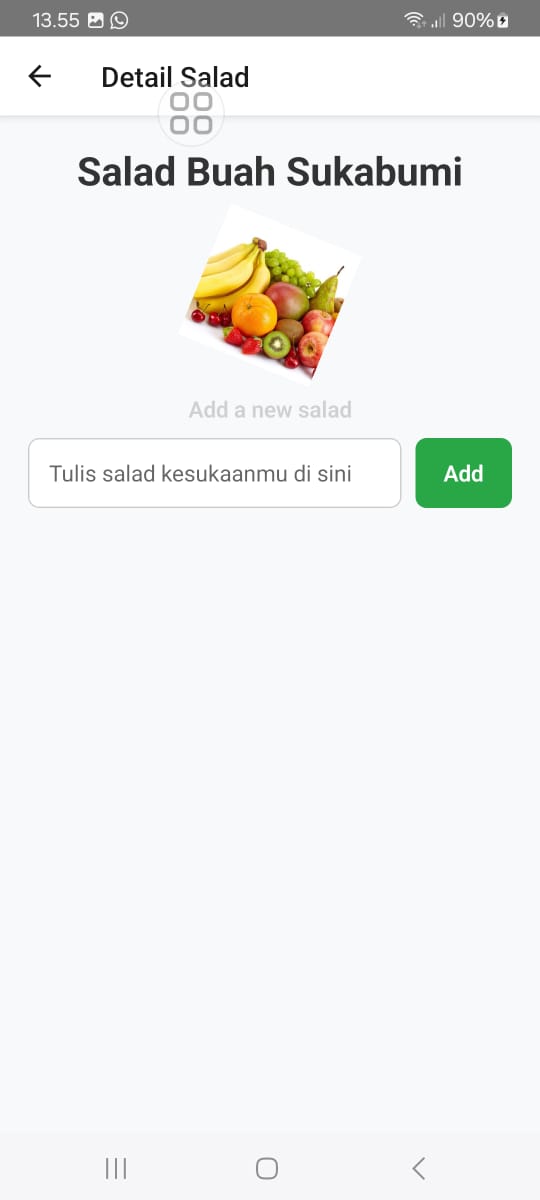 13.55 90%
Detail Salad
Salad Buah Sukabumi
Add a new salad
Tulis salad kesukaanmu di sini Add